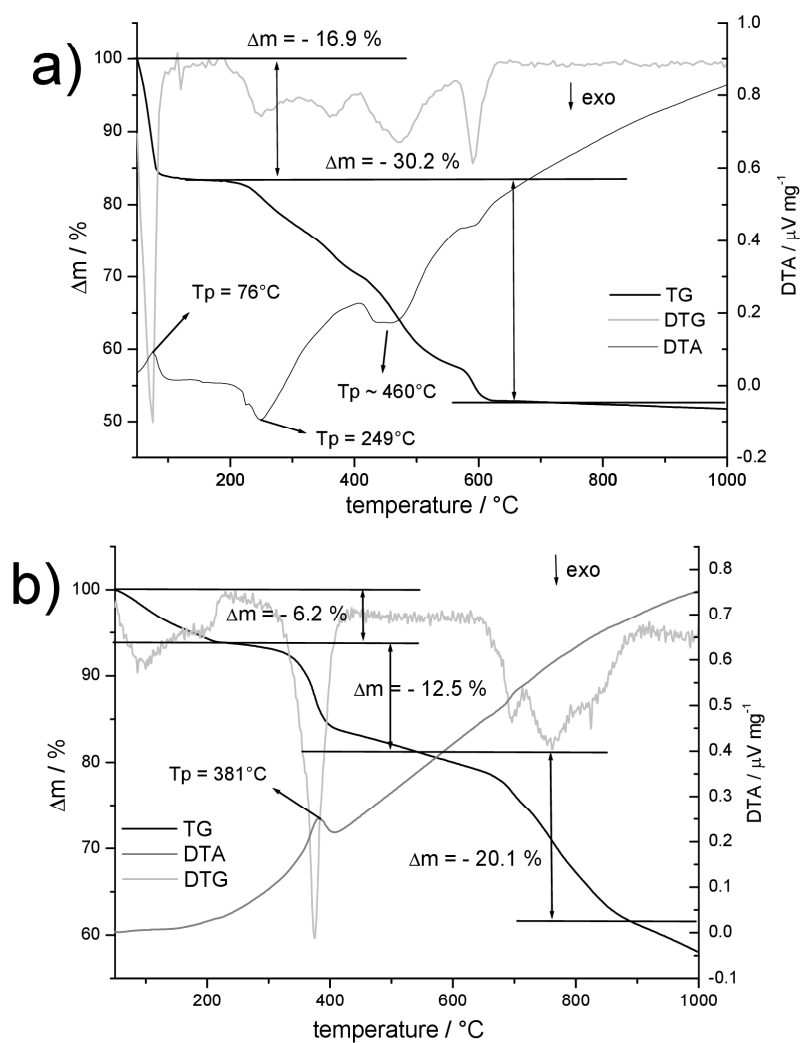 a)
Δm = - 16.9 %
↓ exo
Δm = - 30.2 %
Tp = 76°C
Tp ~ 460°C
Tp = 249°C
TG
DTG
DTA
100
90
80
70
60
50
Δm / %
1.0
0.8
0.6
0.4
0.2
0.0
-0.2
DTA / μV mg⁻¹
200 400 600 800 1000
temperature / °C
b)
↓ exo
Δm = - 6.2 %
Δm = - 12.5 %
Tp = 381°C
Δm = - 20.1 %
TG
DTA
DTG
100
90
80
70
60
Δm / %
0.8
0.7
0.6
0.5
0.4
0.3
0.2
0.1
0.0
-0.1
DTA / μV mg⁻¹
200 400 600 800 1000
temperature / °C